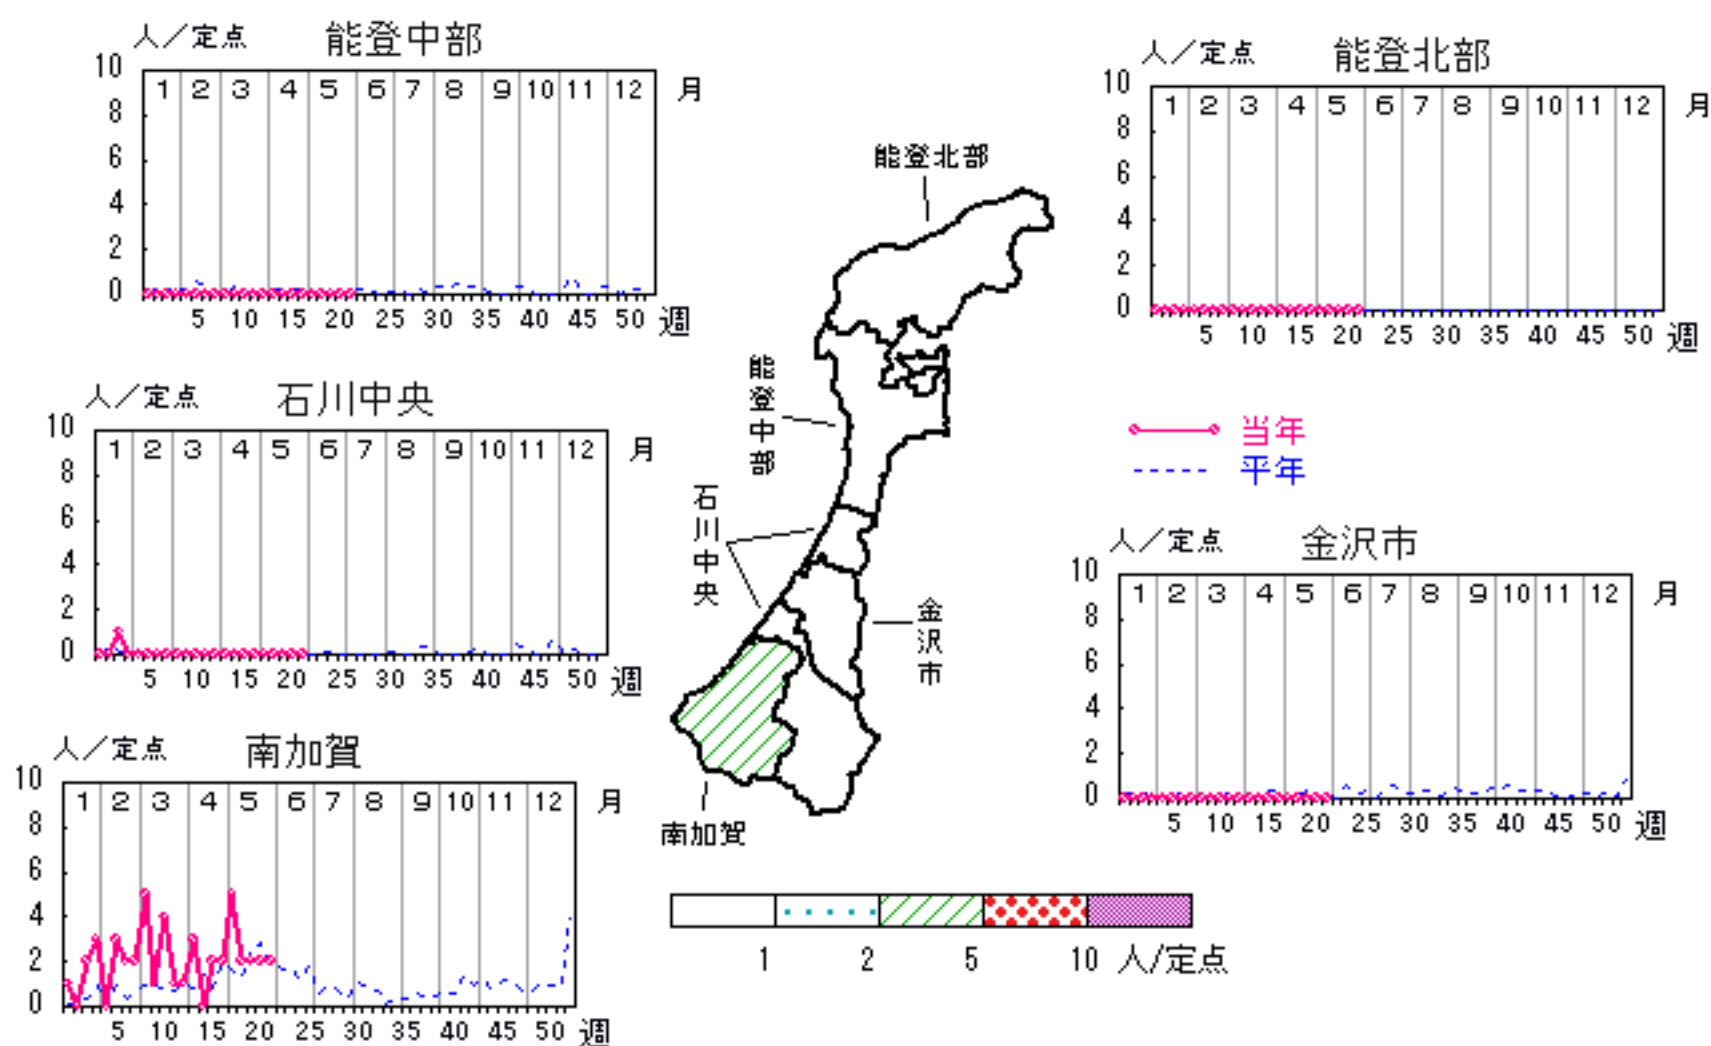 人／定点 能登中部
10 8 6 4 2 0
1 2 3 4 5 6 7 8 9 10 11 12 月
5 10 15 20 25 30 35 40 45 50 週
人／定点 能登北部
10 8 6 4 2 0
1 2 3 4 5 6 7 8 9 10 11 12 月
5 10 15 20 25 30 35 40 45 50 週
能登北部
能登中部
石川中央
金沢市
南加賀
人／定点 石川中央
10 8 6 4 2 0
1 2 3 4 5 6 7 8 9 10 11 12 月
5 10 15 20 25 30 35 40 45 50 週
当年
平年
人／定点 金沢市
10 8 6 4 2 0
1 2 3 4 5 6 7 8 9 10 11 12 月
5 10 15 20 25 30 35 40 45 50 週
人／定点 南加賀
10 8 6 4 2 0
1 2 3 4 5 6 7 8 9 10 11 12 月
5 10 15 20 25 30 35 40 45 50 週
1 2 5 10 人/定点